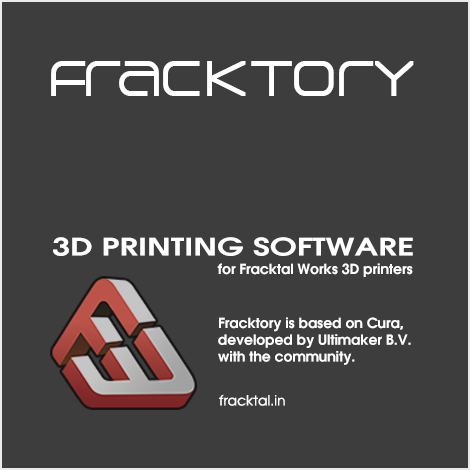 Fracktory
3D PRINTING SOFTWARE
for Fracktal Works 3D printers
Fracktory is based on Cura,
developed by Ultimaker B.V.
with the community.
fracktal.in